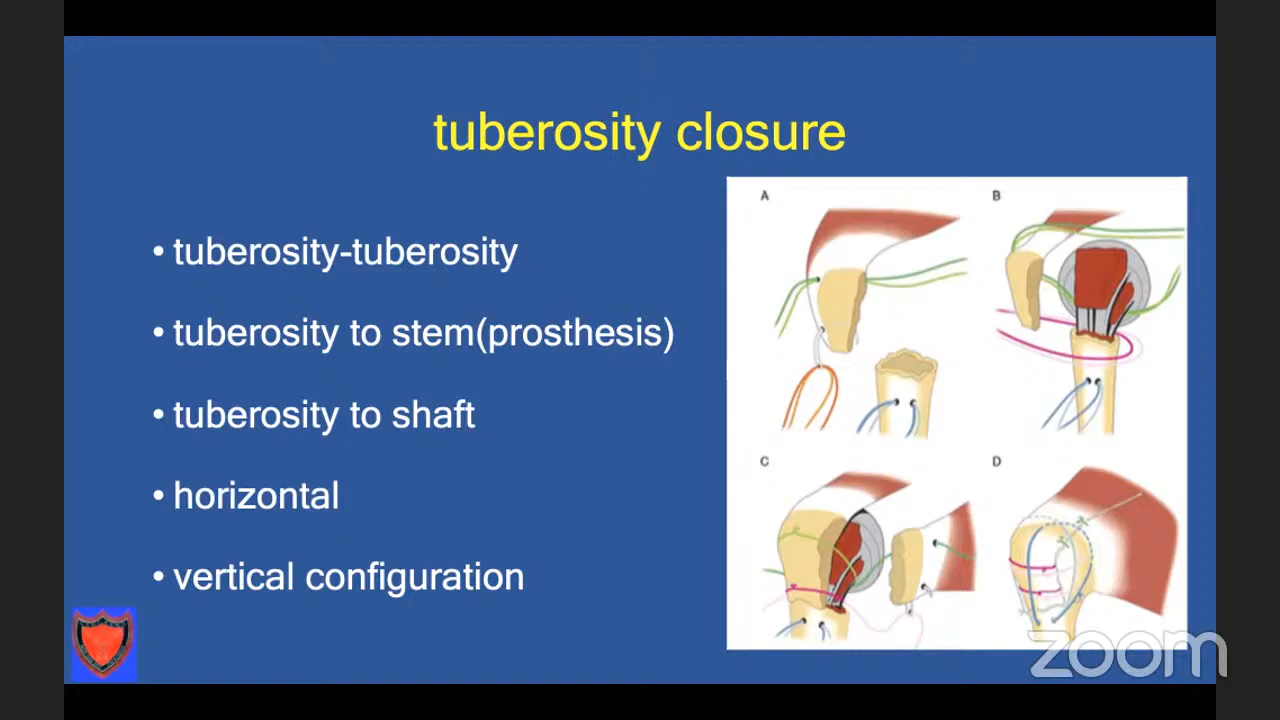 tuberosity closure
• tuberosity-tuberosity
• tuberosity to stem(prosthesis)
• tuberosity to shaft
• horizontal
• vertical configuration
A
B
C
D
zoom